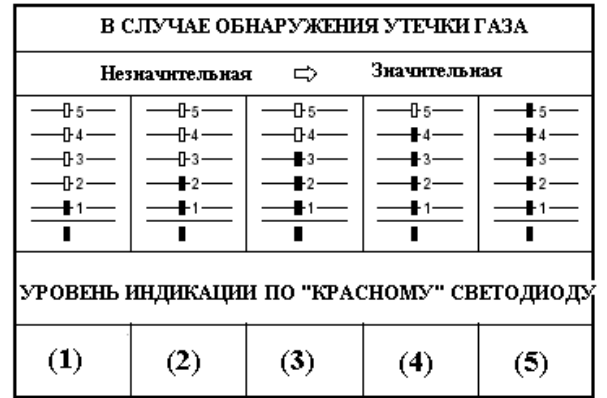 В СЛУЧАЕ ОБНАРУЖЕНИЯ УТЕЧКИ ГАЗА
Незначительная ⇨ Значительная
5 5 5 5 5
4 4 4 4 4
3 3 3 3 3
2 2 2 2 2
1 1 1 1 1
УРОВЕНЬ ИНДИКАЦИИ ПО "КРАСНОМУ" СВЕТОДИОДУ
(1) (2) (3) (4) (5)